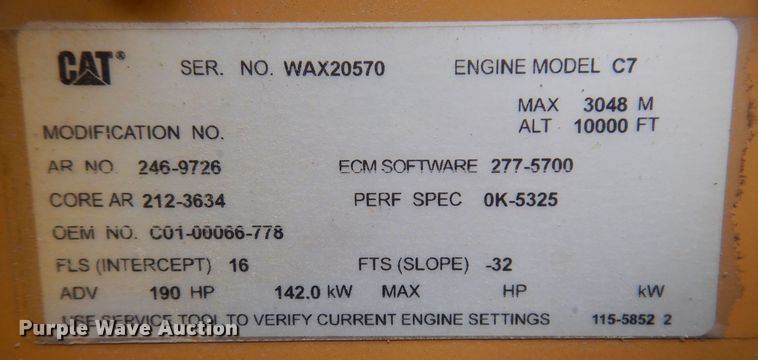 CAT® SER. NO. WAX20570 ENGINE MODEL C7
MAX 3048 M
MODIFICATION NO. ALT 10000 FT
AR NO. 246-9726 ECM SOFTWARE 277-5700
CORE AR 212-3634 PERF SPEC 0K-5325
OEM NO. C01-00066-778
FLS (INTERCEPT) 16 FTS (SLOPE) -32
ADV 190 HP 142.0 kW MAX HP kW
USE SERVICE TOOL TO VERIFY CURRENT ENGINE SETTINGS 115-5852 2
Purple Wave Auction